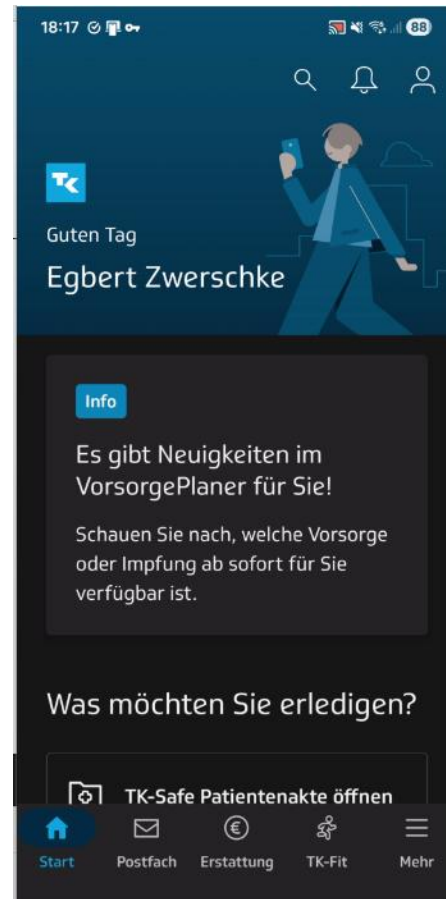 18:17
88
TK
Guten Tag
Egbert Zwerschke
Info
Es gibt Neuigkeiten im
VorsorgePlaner für Sie!
Schauen Sie nach, welche Vorsorge
oder Impfung ab sofort für Sie
verfügbar ist.
Was möchten Sie erledigen?
TK-Safe Patientenakte öffnen
Start Postfach Erstattung TK-Fit Mehr